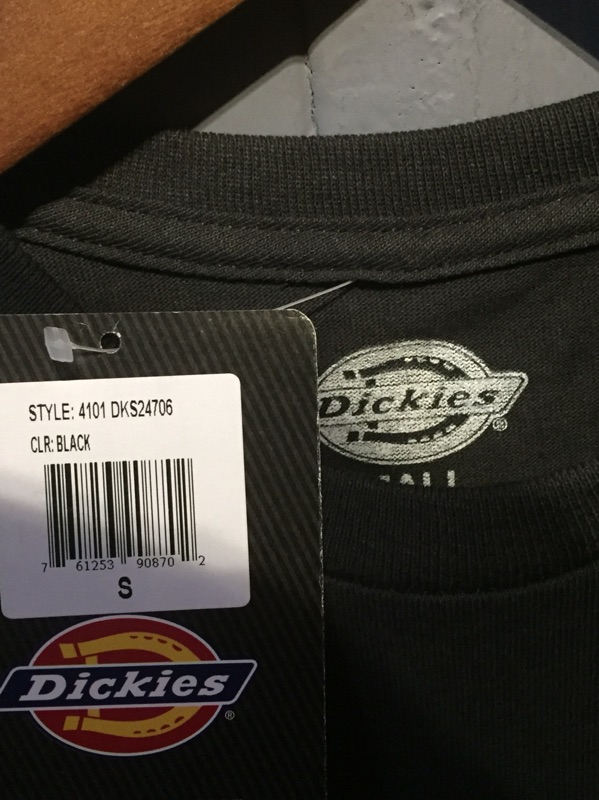 STYLE: 4101 DKS24706
CLR: BLACK
7 61253 90870 2
S
Dickies
®
Dickies
®